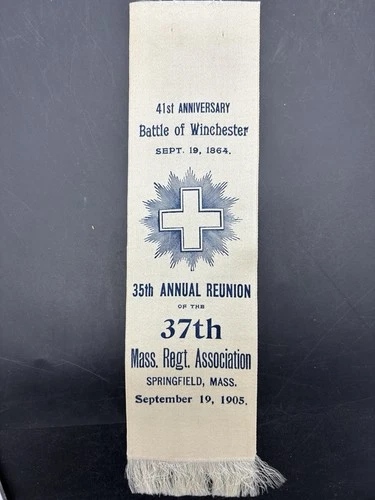 41st ANNIVERSARY
Battle of Winchester
SEPT. 19, 1864.
35th ANNUAL REUNION
OF THE
37th
Mass. Regt. Association
SPRINGFIELD, MASS.
September 19, 1905.